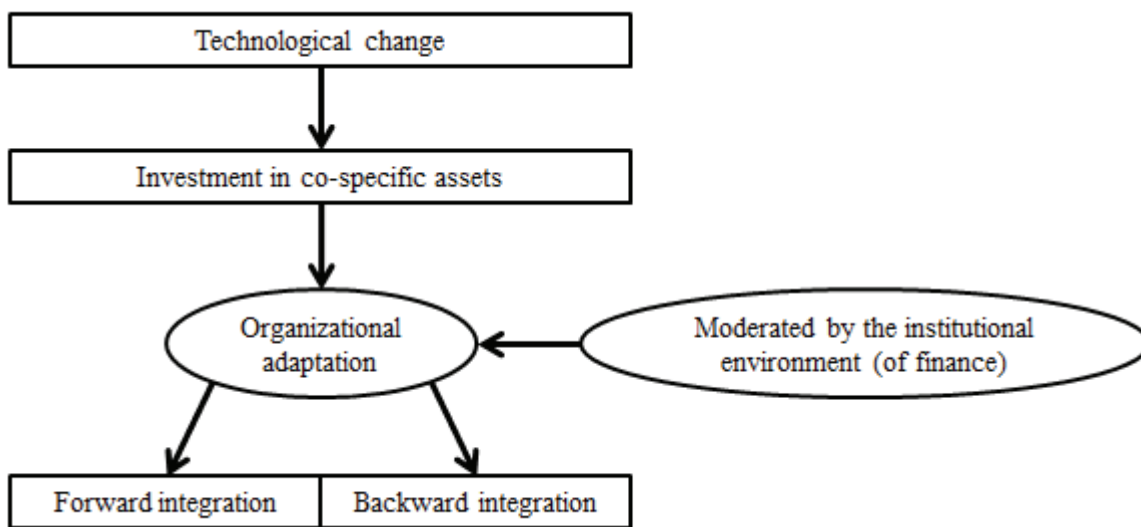 Technological change
Investment in co-specific assets
Organizational
adaptation
Moderated by the institutional
environment (of finance)
Forward integration
Backward integration